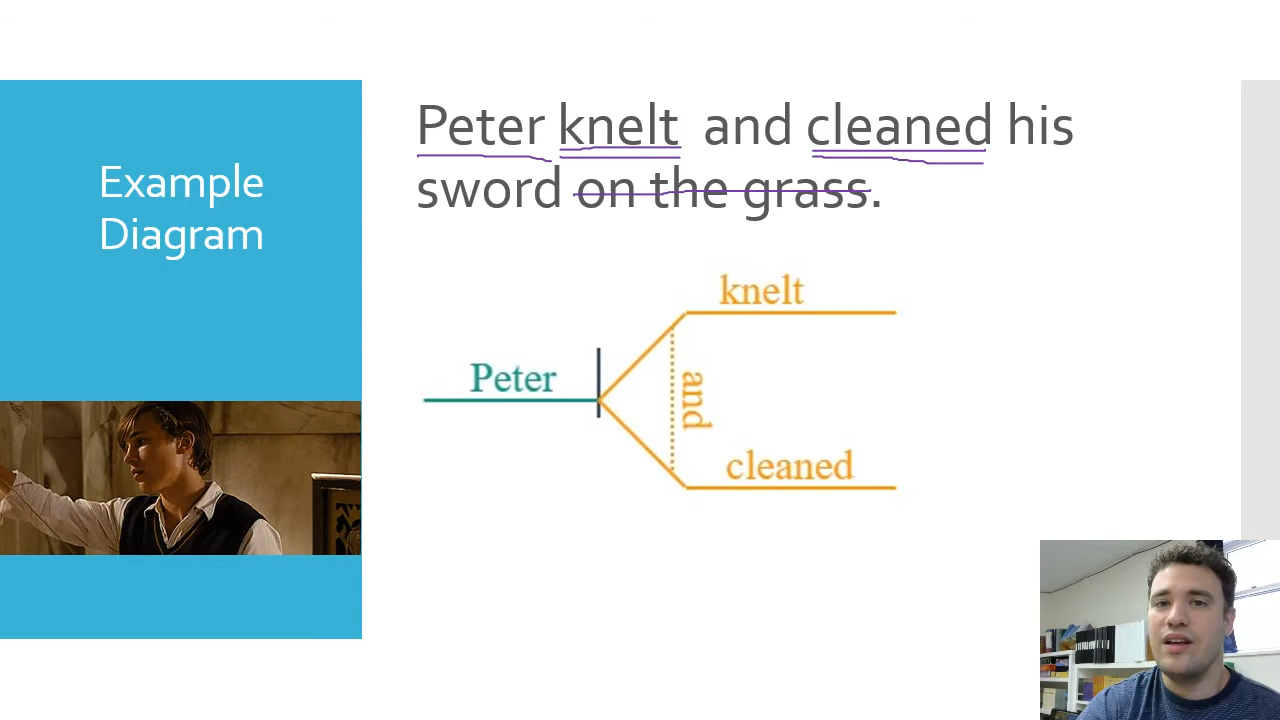 Example
Diagram
Peter knelt and cleaned his
sword on the grass.
knelt
Peter
and
cleaned